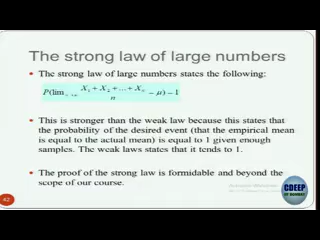 The strong law of large numbers
• The strong law of large numbers states the following:
P(lim n→∞ X1 + X2 + ... + Xn / n = μ) = 1
• This is stronger than the weak law because this states that
the probability of the desired event (that the empirical mean
is equal to the actual mean) is equal to 1 given enough
samples. The weak laws states that it tends to 1.
• The proof of the strong law is formidable and beyond the
scope of our course.
42
CDEEP
IIT BOMBAY